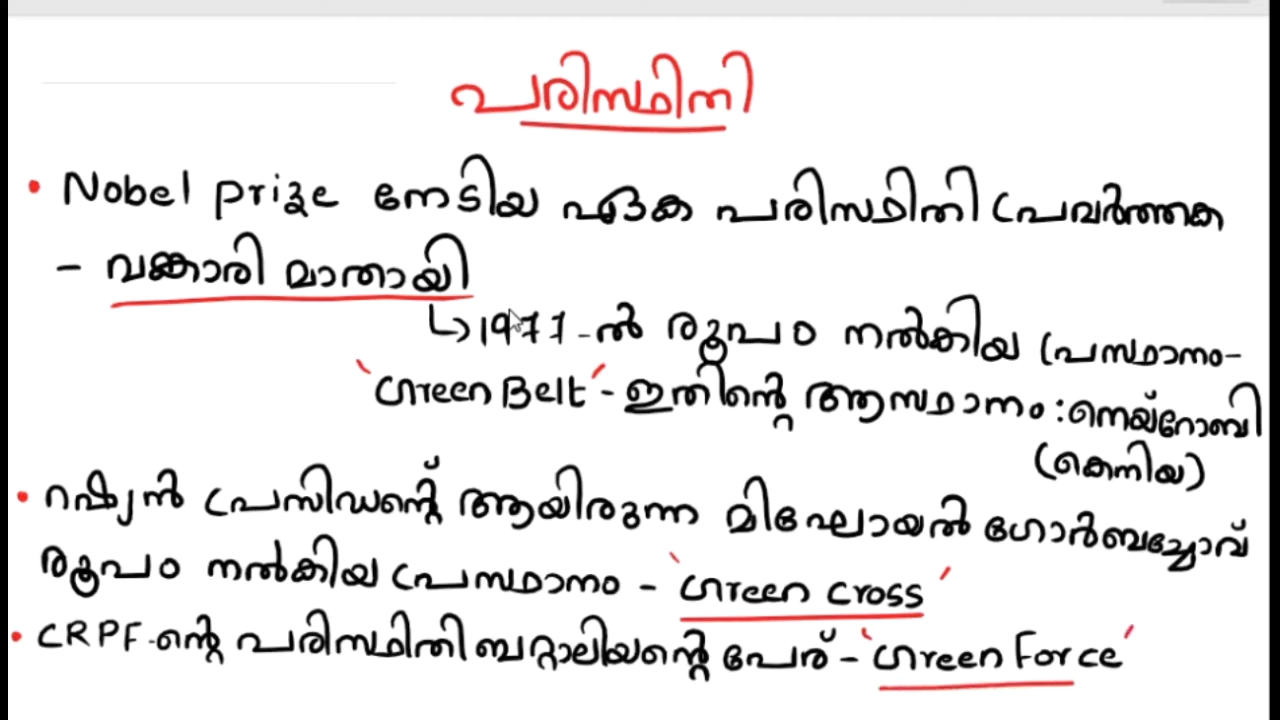 പരിസ്ഥിതി
• Nobel prize നേടിയ ഏക പരിസ്ഥിതി പ്രവർത്തക
- വങ്കാരി മാതായി
↳ 1977-ൽ രൂപം നൽകിയ പ്രസ്ഥാനം-
'Green Belt' - ഇതിന്റെ ആസ്ഥാനം : നെയ്റോബി
(കെനിയ)
• റഷ്യൻ പ്രസിഡന്റ് ആയിരുന്ന മിഘോയൽ ഗോർബച്ചോവ്
രൂപം നൽകിയ പ്രസ്ഥാനം - 'Green cross'
• CRPF-ന്റെ പരിസ്ഥിതി ബറ്റാലിയന്റെ പേര് - 'Green Force'